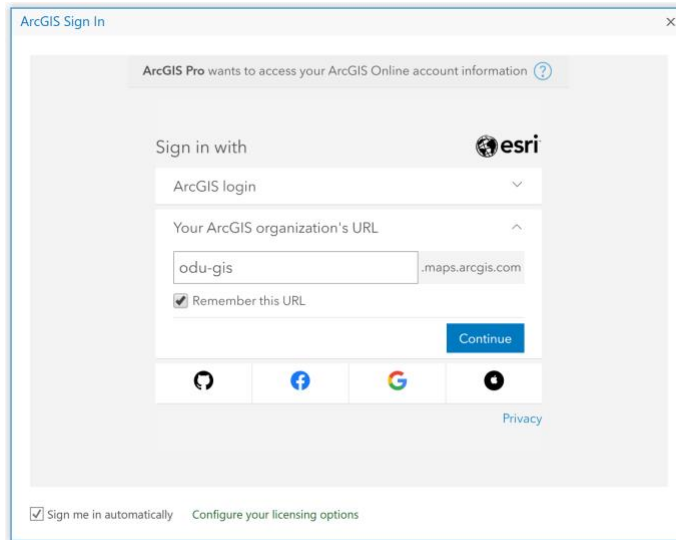 ArcGIS Sign In
ArcGIS Pro wants to access your ArcGIS Online account information ?
Sign in with
esri
ArcGIS login
Your ArcGIS organization's URL
odu-gis .maps.arcgis.com
Remember this URL
Continue
Privacy
Sign me in automatically Configure your licensing options